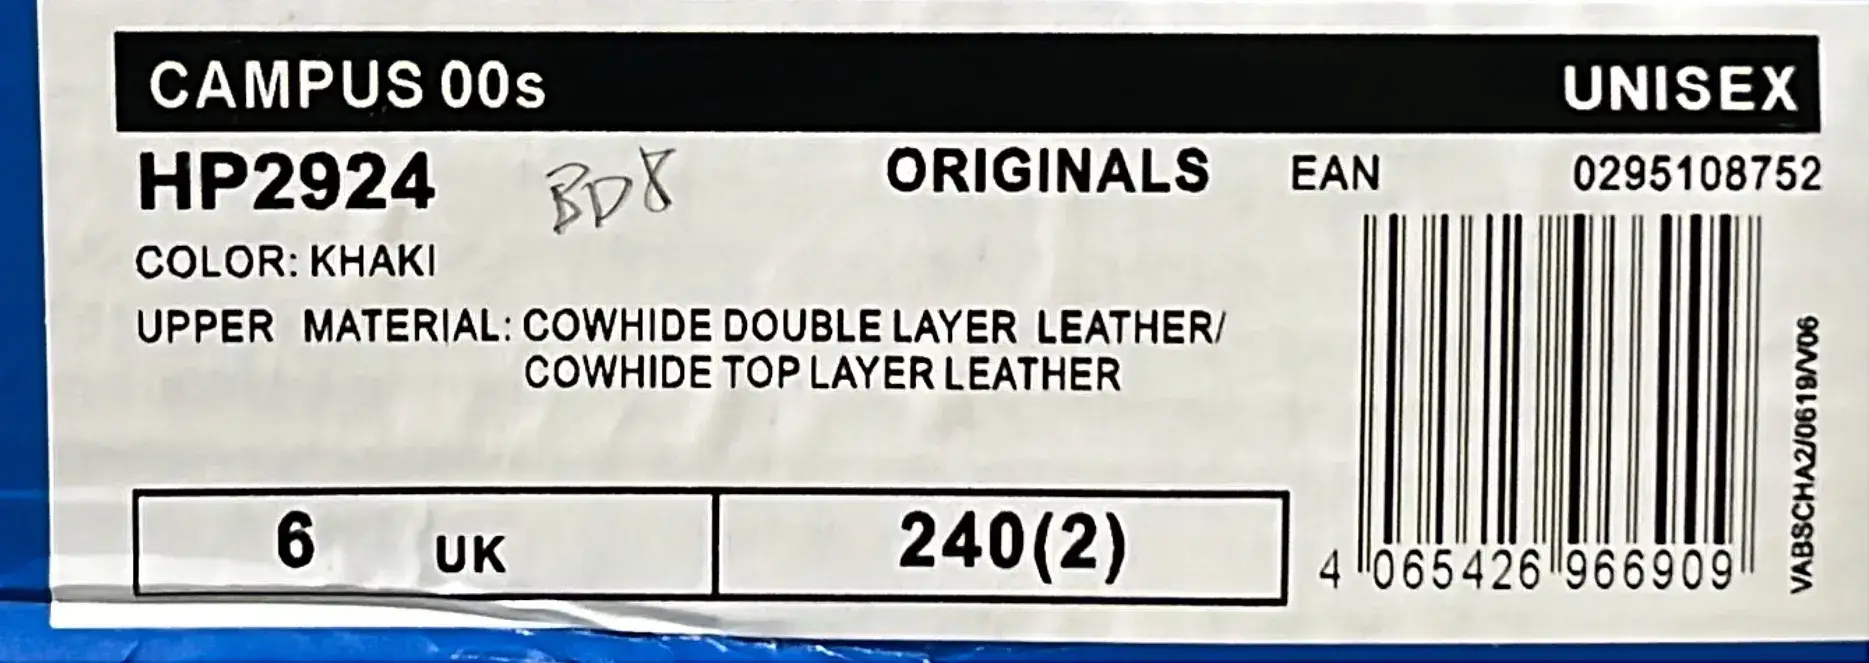 CAMPUS 00s UNISEX
HP2924 BD8 ORIGINALS EAN 0295108752
COLOR: KHAKI
UPPER MATERIAL: COWHIDE DOUBLE LAYER LEATHER/
COWHIDE TOP LAYER LEATHER
6 UK 240(2)
4 065426 966909
VABSCHA2/0619/V06